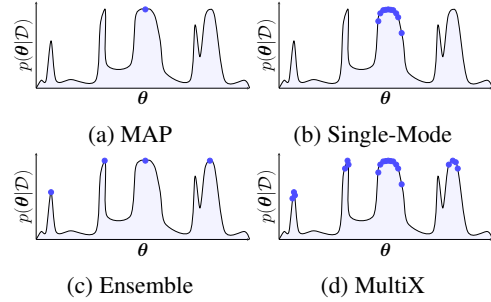 p(θ|D)
p(θ|D)
θ
θ
(a) MAP
(b) Single-Mode
p(θ|D)
p(θ|D)
θ
θ
(c) Ensemble
(d) MultiX